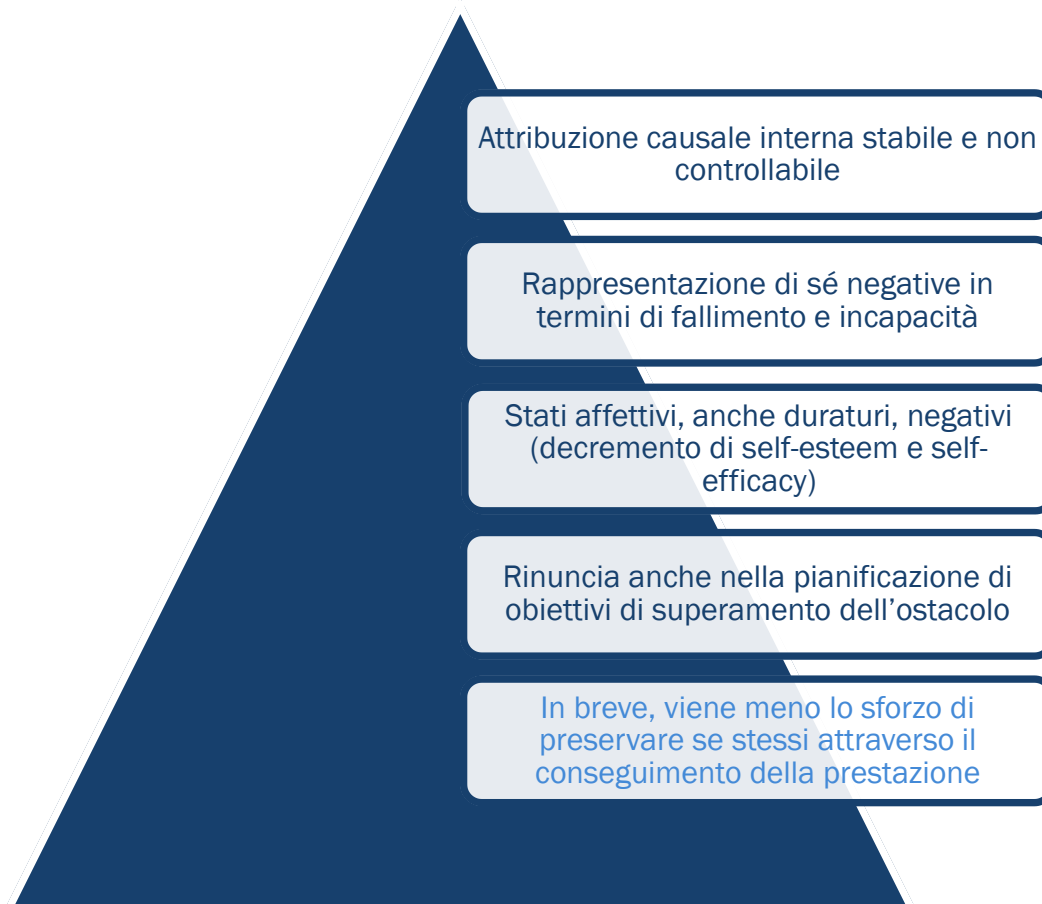 Attribuzione causale interna stabile e non
controllabile
Rappresentazione di sé negative in
termini di fallimento e incapacità
Stati affettivi, anche duraturi, negativi
(decremento di self-esteem e self-
efficacy)
Rinuncia anche nella pianificazione di
obiettivi di superamento dell’ostacolo
In breve, viene meno lo sforzo di
preservare se stessi attraverso il
conseguimento della prestazione